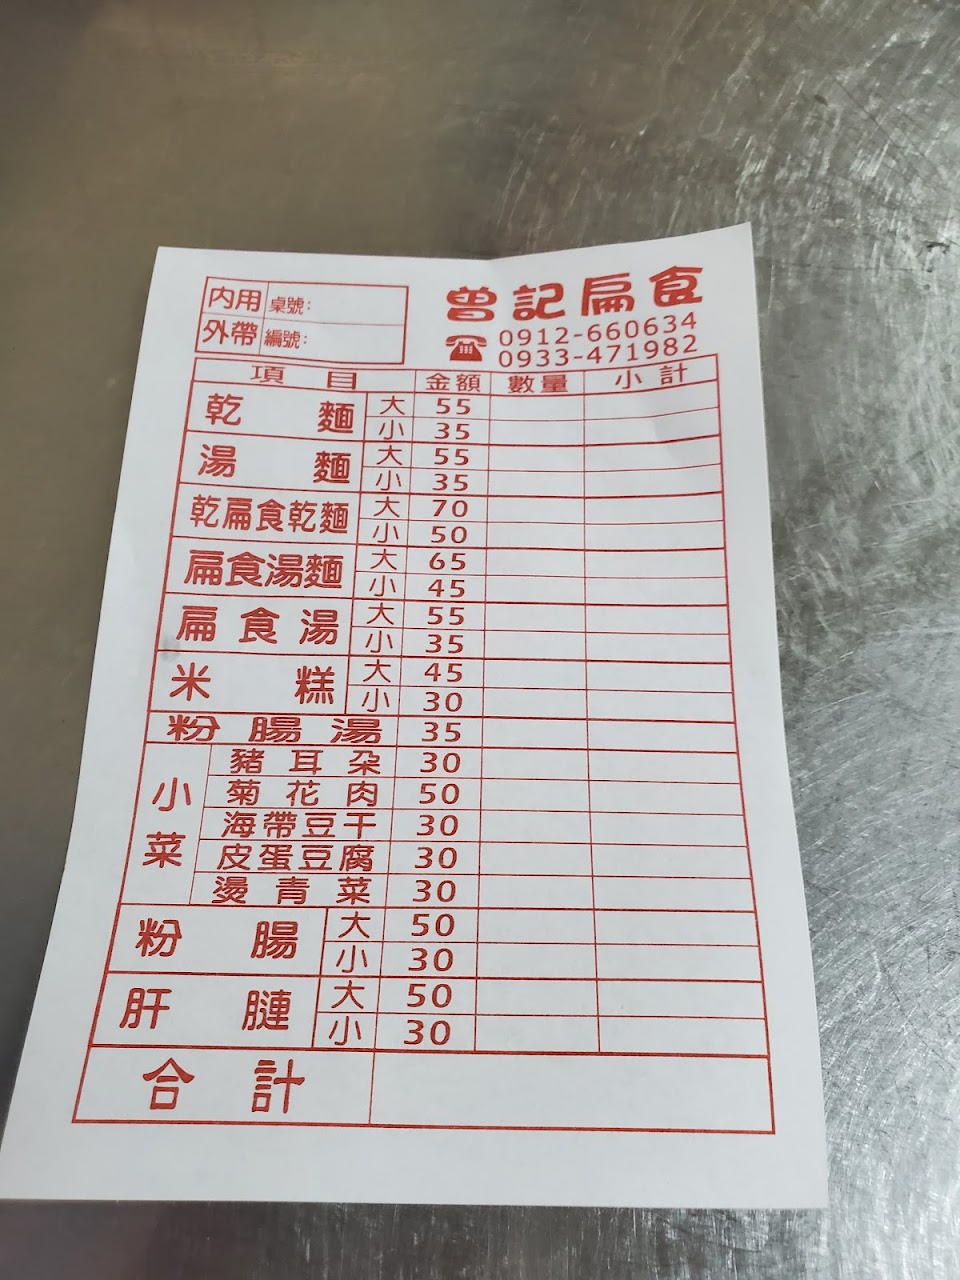 曾記扁食
內用 桌號:
外帶 編號:
☎ 0912-660634
0933-471982
項目 金額 數量 小計
乾麵 大 55
小 35
湯麵 大 55
小 35
乾扁食乾麵 大 70
小 50
扁食湯麵 大 65
小 45
扁食湯 大 55
小 35
米糕 大 45
小 30
粉腸湯 35
小菜
豬耳朵 30
菊花肉 50
海帶豆干 30
皮蛋豆腐 30
燙青菜 30
粉腸 大 50
小 30
肝腱 大 50
小 30
合計